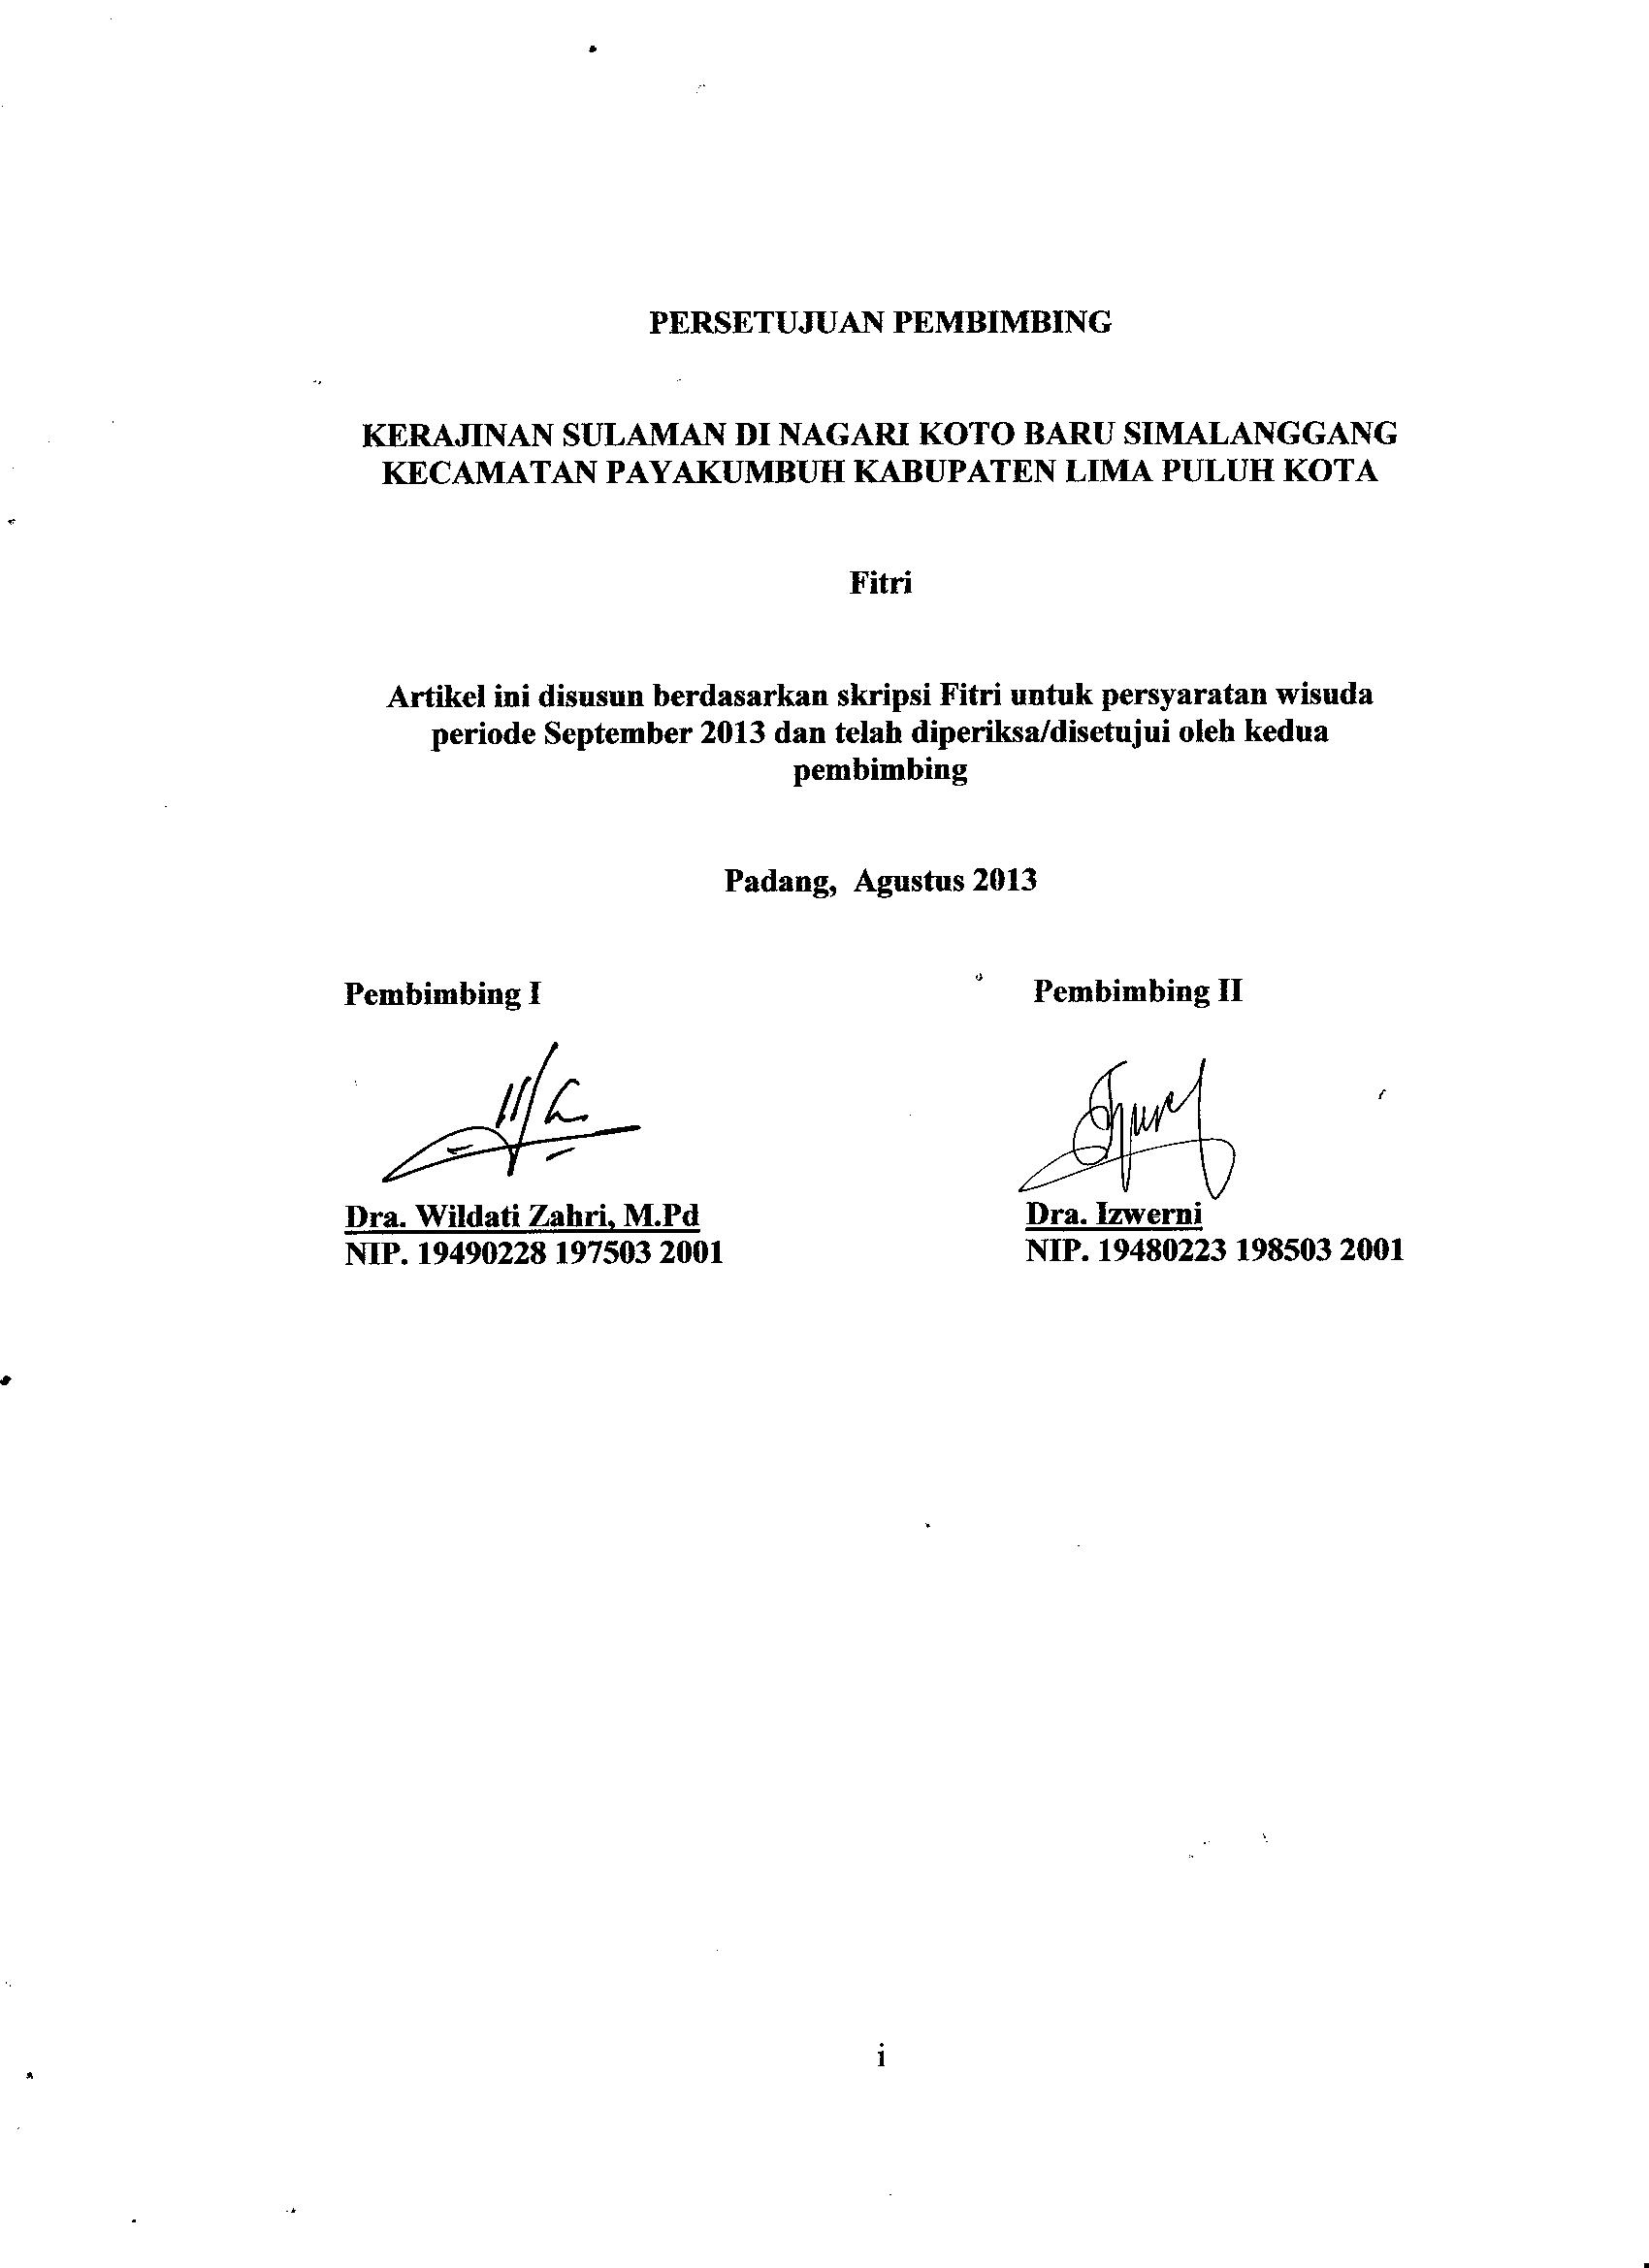 PERSETUJUAN PEMBIMBING
KERAJINAN SULAMAN DI NAGARI KOTO BARU SIMALANGGANG
KECAMATAN PAYAKUMBUH KABUPATEN LIMA PULUH KOTA
Fitri
Artikel ini disusun berdasarkan skripsi Fitri untuk persyaratan wisuda
periode September 2013 dan telah diperiksa/disetujui oleh kedua
pembimbing
Padang, Agustus 2013
Pembimbing I
Pembimbing II
Dra. Wildati Zahri, M.Pd
Dra. Izwerni
NIP. 19490228 197503 2001
NIP. 19480223 198503 2001
i